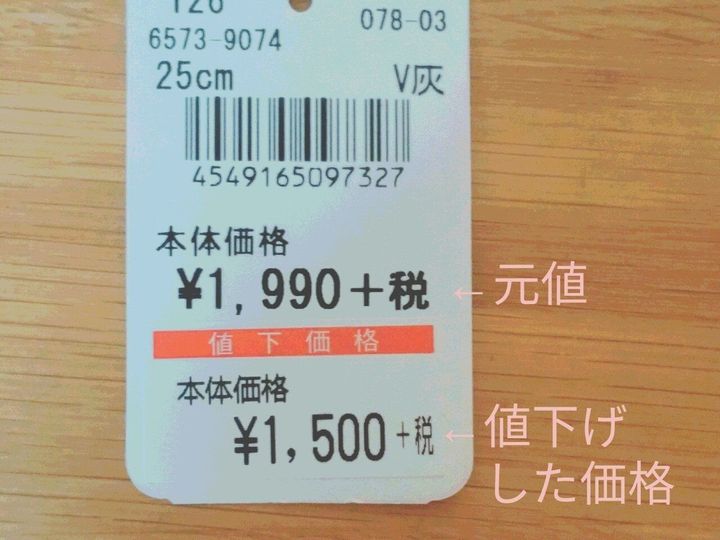 126
078-03
6573-9074
25cm V灰
4549165097327
本体価格
¥1,990+税 ←元値
値下価格
本体価格
¥1,500+税 ←値下げ
した価格